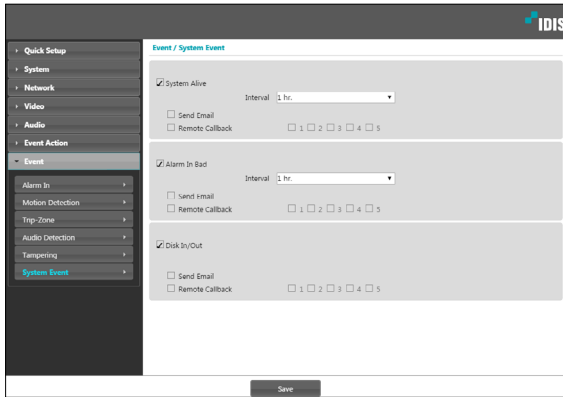 IDIS
Quick Setup
System
Network
Video
Audio
Event Action
Event
Alarm In
Motion Detection
Trip-Zone
Audio Detection
Tampering
System Event
Event / System Event
System Alive
Interval 1 hr.
Send Email
Remote Callback 1 2 3 4 5
Alarm In Bad
Interval 1 hr.
Send Email
Remote Callback 1 2 3 4 5
Disk In/Out
Send Email
Remote Callback 1 2 3 4 5
Save